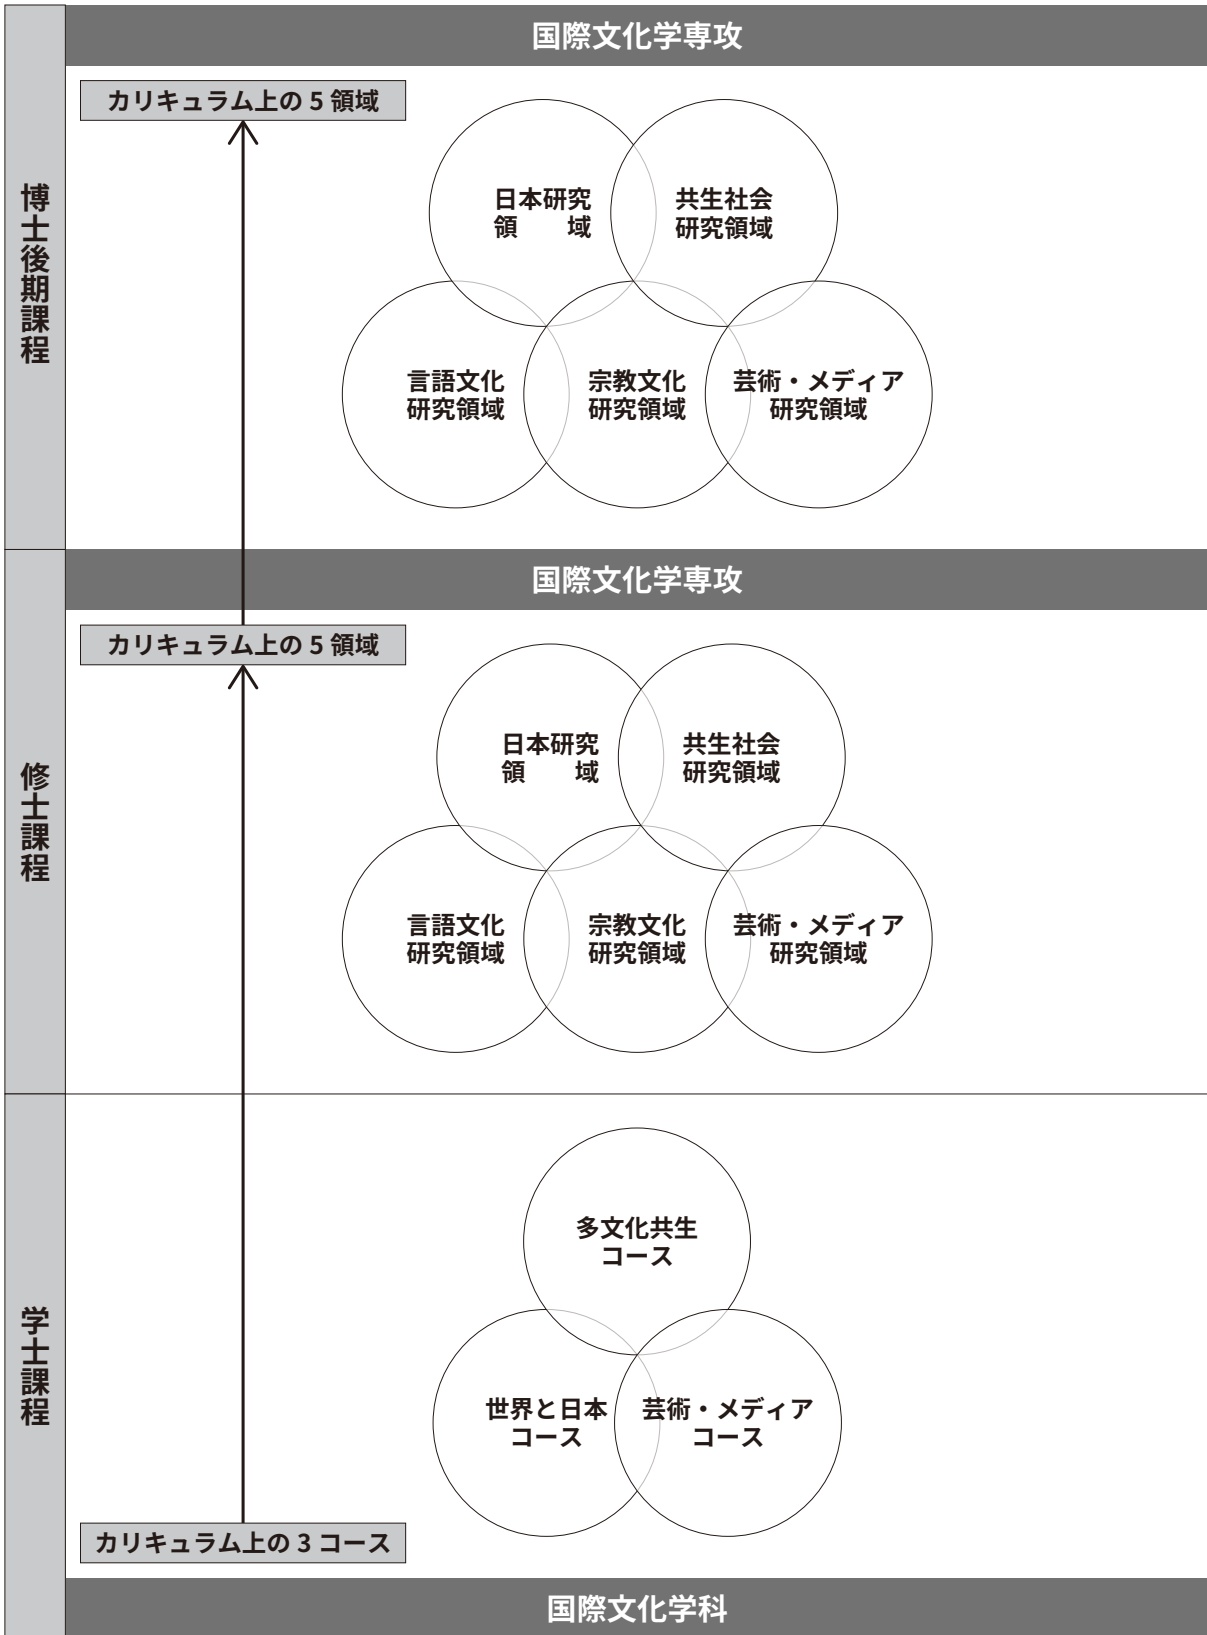 国際文化学専攻
博士後期課程
カリキュラム上の 5 領域
日本研究
領　　域
共生社会
研究領域
言語文化
研究領域
宗教文化
研究領域
芸術・メディア
研究領域
国際文化学専攻
修士課程
カリキュラム上の 5 領域
日本研究
領　　域
共生社会
研究領域
言語文化
研究領域
宗教文化
研究領域
芸術・メディア
研究領域
学士課程
多文化共生
コース
世界と日本
コース
芸術・メディア
コース
カリキュラム上の 3 コース
国際文化学科